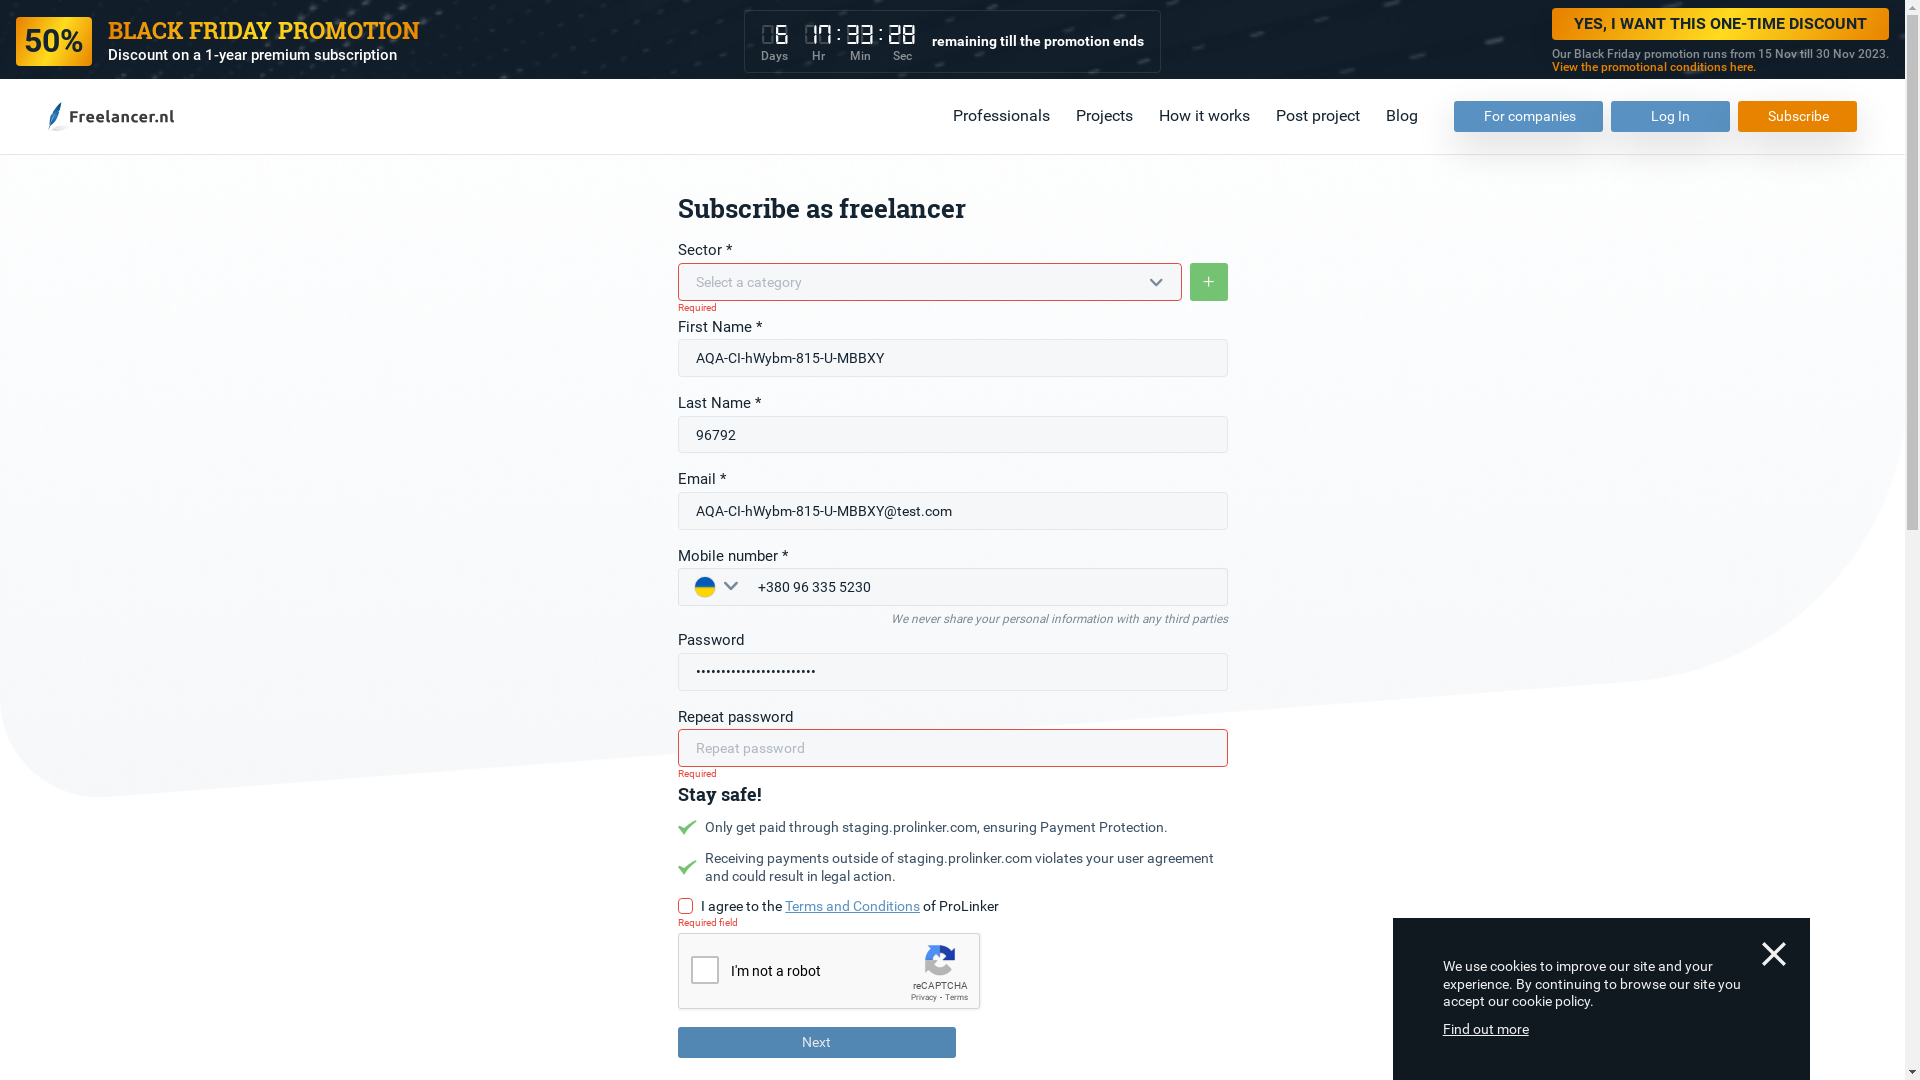 50%
BLACK FRIDAY PROMOTION
Discount on a 1-year premium subscription
6 17 : 33 : 28
Days Hr Min Sec
remaining till the promotion ends
YES, I WANT THIS ONE-TIME DISCOUNT
Our Black Friday promotion runs from 15 Nov till 30 Nov 2023.
View the promotional conditions here.
Freelancer.nl
Professionals Projects How it works Post project Blog
For companies Log In Subscribe
Subscribe as freelancer
Sector *
Select a category
+
Required
First Name *
AQA-CI-hWybm-815-U-MBBXY
Last Name *
96792
Email *
AQA-CI-hWybm-815-U-MBBXY@test.com
Mobile number *
+380 96 335 5230
We never share your personal information with any third parties
Password
••••••••••••••••••••••••
Repeat password
Repeat password
Required
Stay safe!
Only get paid through staging.prolinker.com, ensuring Payment Protection.
Receiving payments outside of staging.prolinker.com violates your user agreement
and could result in legal action.
I agree to the Terms and Conditions of ProLinker
Required field
I'm not a robot
reCAPTCHA
Privacy - Terms
Next
We use cookies to improve our site and your
experience. By continuing to browse our site you
accept our cookie policy.
Find out more